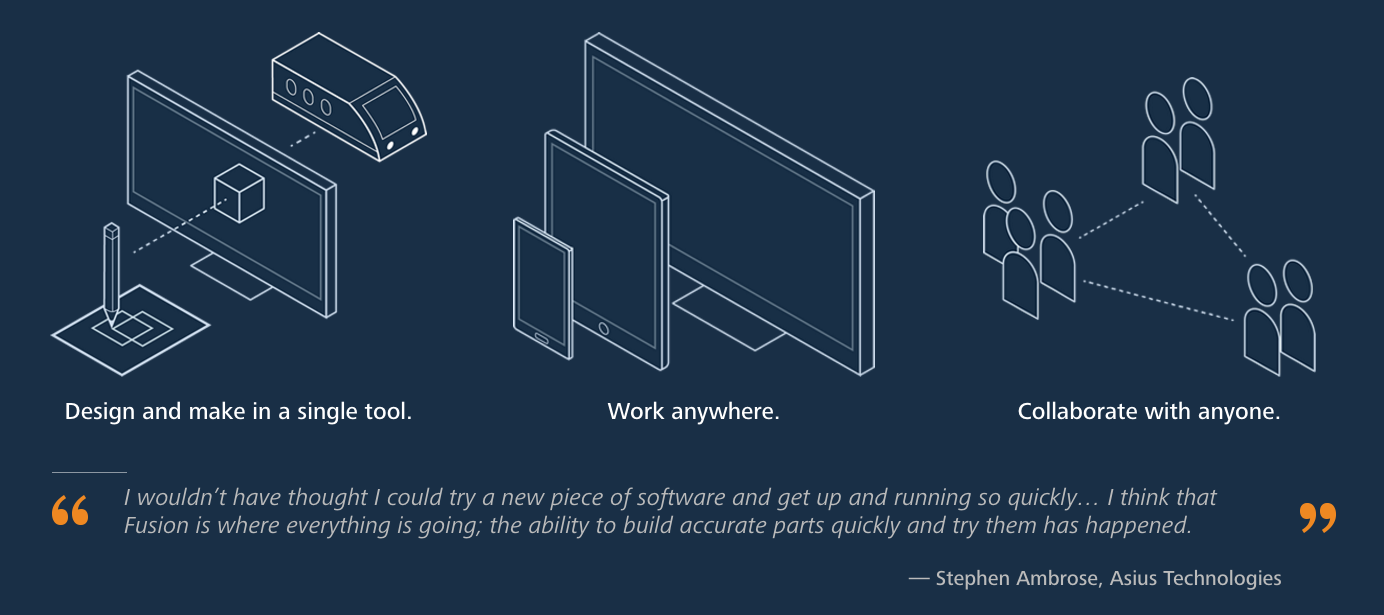 Design and make in a single tool.
Work anywhere.
Collaborate with anyone.
“ I wouldn’t have thought I could try a new piece of software and get up and running so quickly… I think that
Fusion is where everything is going; the ability to build accurate parts quickly and try them has happened. ”
— Stephen Ambrose, Asius Technologies